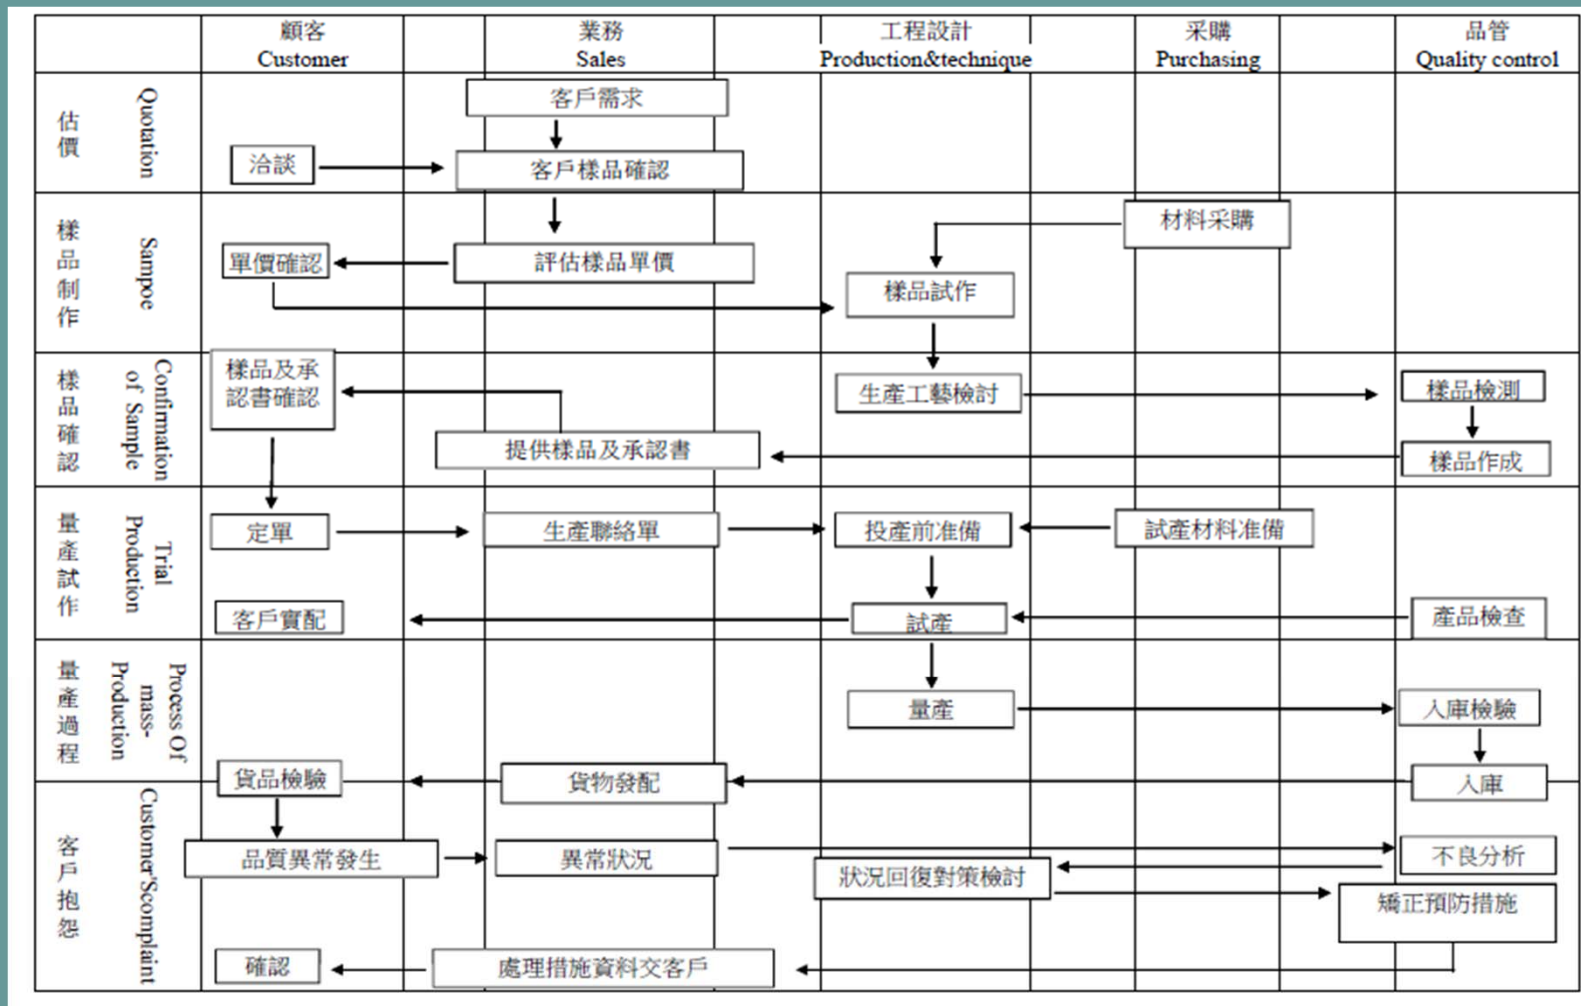 顧客
Customer
業務
Sales
工程設計
Production&technique
采購
Purchasing
品管
Quality control
估價
Quotation
客戶需求
洽談
客戶樣品確認
樣品制作
Sampoe
材料采購
單價確認
評估樣品單價
樣品試作
樣品確認
Confirmation
of Sample
樣品及承
認書確認
生產工藝檢討
樣品檢測
提供樣品及承認書
樣品作成
量產試作
Trial
Production
定單
生產聯絡單
投產前准備
試產材料准備
客戶實配
試產
產品檢查
量產過程
Process Of
mass-
Production
量產
入庫檢驗
貨品檢驗
貨物發配
入庫
客戶抱怨
Customer'Scomplaint
品質異常發生
異常狀況
不良分析
狀況回復對策檢討
矯正預防措施
確認
處理措施資料交客戶